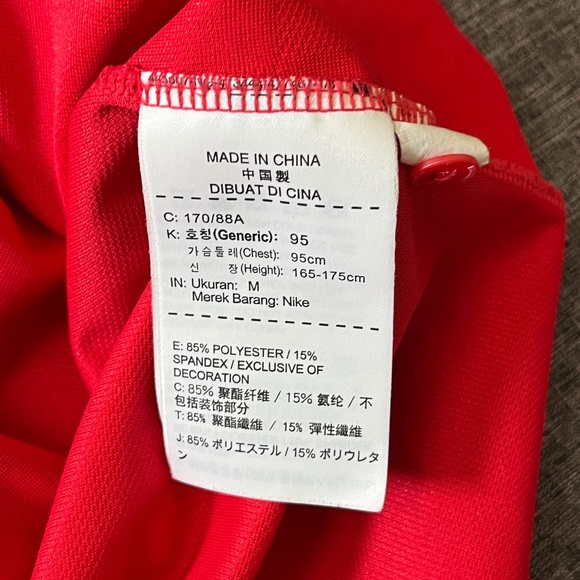 MADE IN CHINA
中国製
DIBUAT DI CINA
C: 170/88A
K: 호칭(Generic): 95
가슴둘레(Chest): 95cm
신 장(Height): 165-175cm
IN: Ukuran: M
Merek Barang: Nike
E: 85% POLYESTER / 15%
SPANDEX / EXCLUSIVE OF
DECORATION
C: 85% 聚酯纤维 / 15% 氨纶 / 不
包括装饰部分
T: 85% 聚酯纖維 / 15% 彈性纖維
J: 85% ポリエステル / 15% ポリウレタ
ン